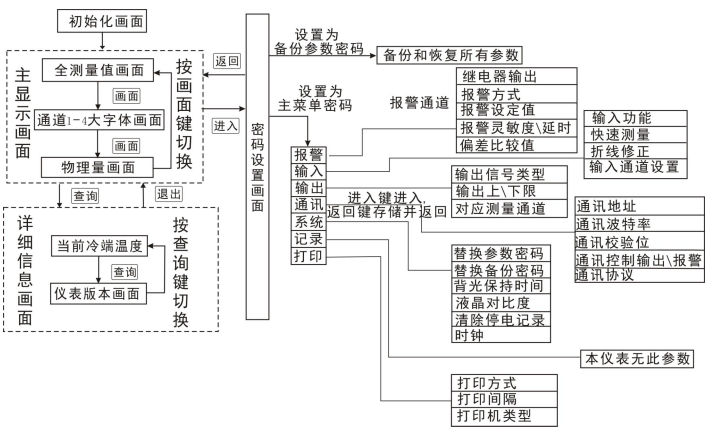 初始化画面
主显示画面
全测量值画面
画面
通道1-4大字体画面
画面
物理量画面
按画面键切换
返回
进入
查询
退出
详细信息画面
当前冷端温度
查询
仪表版本画面
按查询键切换
密码设置画面
设置为
备份参数密码
备份和恢复所有参数
设置为
主菜单密码
报警
输入
输出
通讯
系统
记录
打印
报警通道
继电器输出
报警方式
报警设定值
报警灵敏度\延时
偏差比较值
输入功能
快速测量
折线修正
输入通道设置
输出信号类型
输出上\下限
对应测量通道
进入键进入,
返回键存储并返回
通讯地址
通讯波特率
通讯校验位
通讯控制输出\报警
通讯协议
替换参数密码
替换备份密码
背光保持时间
液晶对比度
清除停电记录
时钟
本仪表无此参数
打印方式
打印间隔
打印机类型